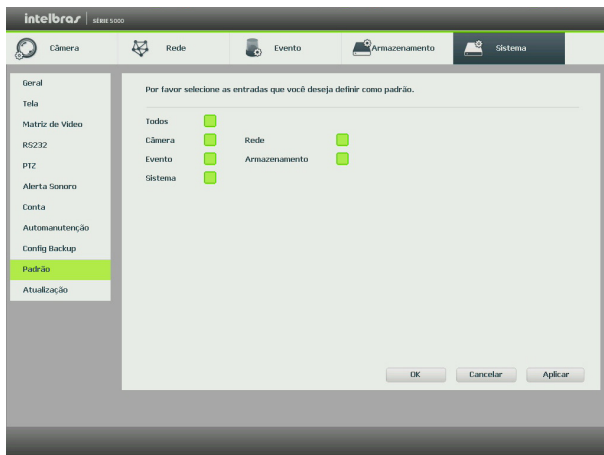 intelbras SÉRIE 5000
Câmera Rede Evento Armazenamento Sistema
Geral
Tela
Matriz de Vídeo
RS232
PTZ
Alerta Sonoro
Conta
Automanutenção
Config Backup
Padrão
Atualização
Por favor selecione as entradas que você deseja definir como padrão.
Todos
Câmera Rede
Evento Armazenamento
Sistema
OK Cancelar Aplicar